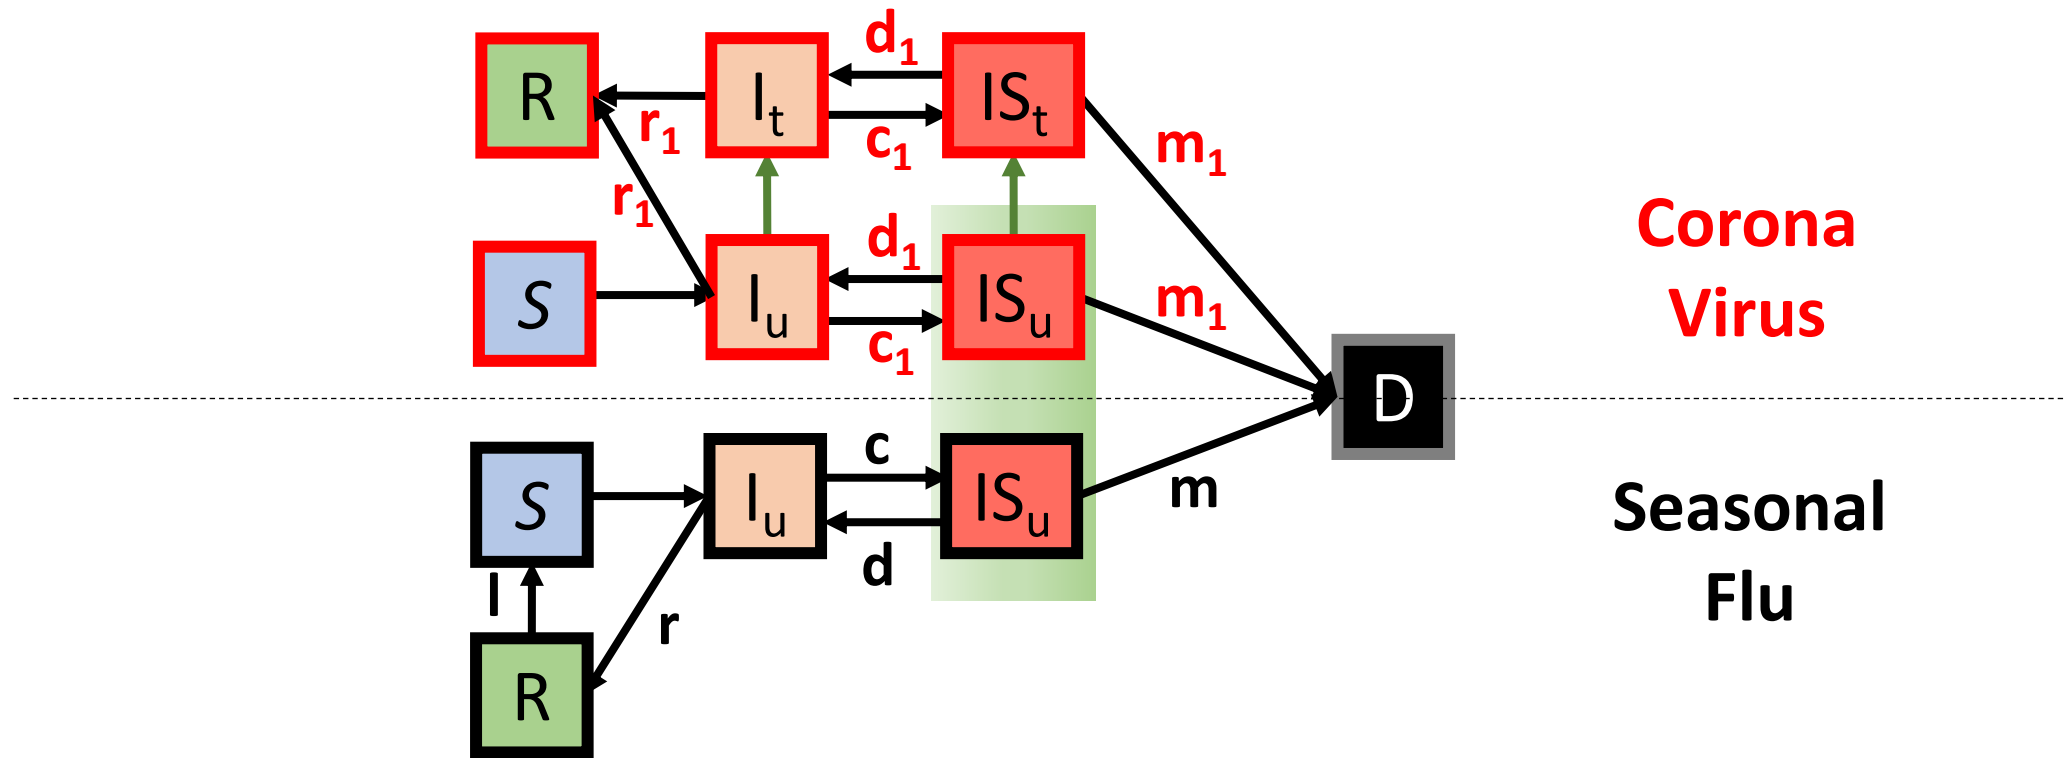 d1
R
It
ISt
r1
c1
m1
r1
d1
S
Iu
ISu
m1
c1
Corona
Virus
D
c
S
Iu
ISu
m
d
l
r
R
Seasonal
Flu